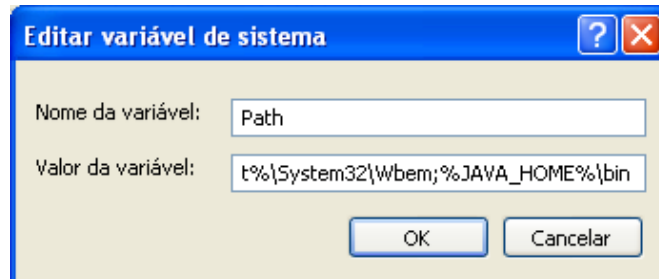 Editar variável de sistema
Nome da variável: Path
Valor da variável: t%\System32\Wbem;%JAVA_HOME%\bin
OK Cancelar